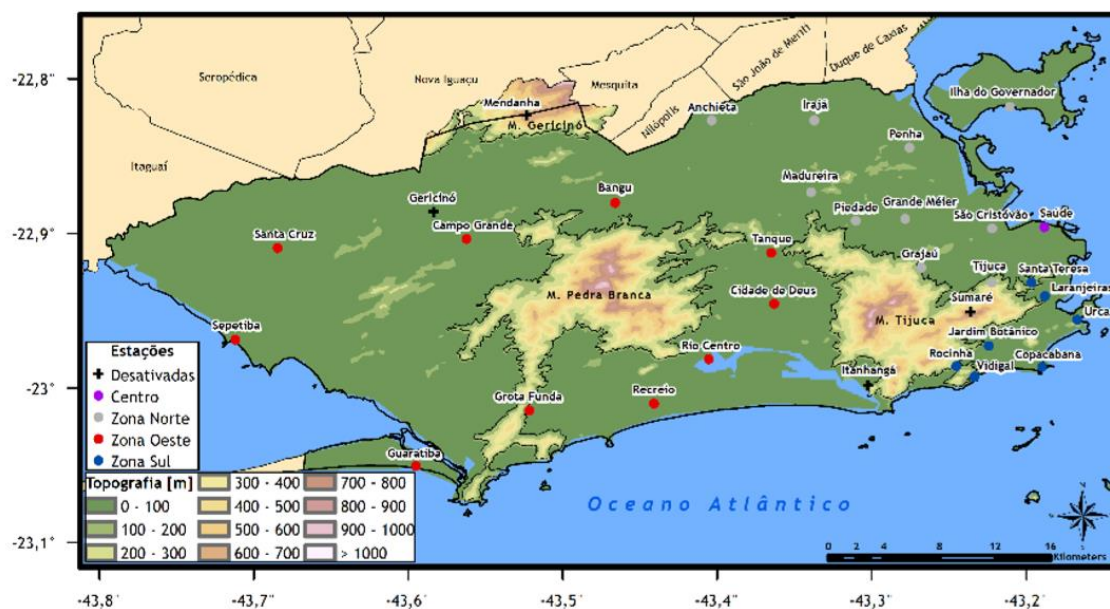 -22,8
-22,9
-23
-23,1
Seropédica
Nova Iguaçu
Mesquita
São João de Meriti
Duque de Caxias
Nilópolis
Itaguaí
Mendanha
M. Gericinó
Anchieta
Irajá
Ilha do Governador
Penha
Madureira
Bangu
Gericinó
Piedade
Grande Méier
São Cristóvão
Saúde
Santa Cruz
Campo Grande
Tanque
Grajaú
Tijuca
Santa Teresa
Laranjeiras
M. Pedra Branca
Cidade de Deus
Sumaré
Urca
M. Tijuca
Jardim Botânico
Sepetiba
Rio Centro
Rocinha
Copacabana
Itanhangá
Vidigal
Grota Funda
Recreio
Guaratiba
Estações
Desativadas
Centro
Zona Norte
Zona Oeste
Zona Sul
Topografia [m]
0 - 100
100 - 200
200 - 300
300 - 400
400 - 500
500 - 600
600 - 700
700 - 800
800 - 900
900 - 1000
> 1000
Oceano Atlântico
0 2 4 8 12 16
Kilometers
-43,8 -43,7 -43,6 -43,5 -43,4 -43,3 -43,2